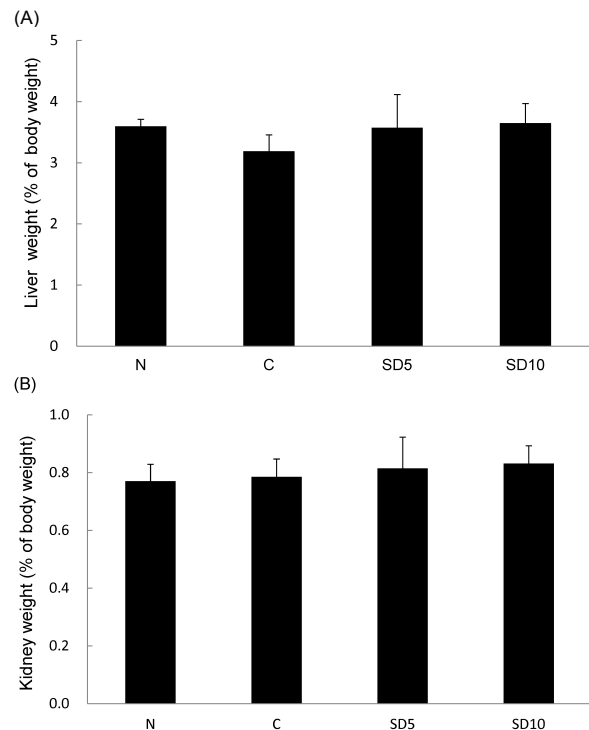 (A)
Liver weight (% of body weight)
5
4
3
2
1
0
N C SD5 SD10
(B)
Kidney weight (% of body weight)
1.0
0.8
0.6
0.4
0.2
0.0
N C SD5 SD10